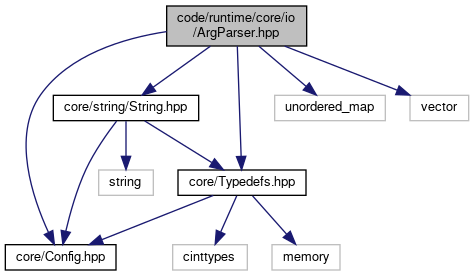 code/runtime/core/io
/ArgParser.hpp
core/string/String.hpp
unordered_map
vector
string
core/Typedefs.hpp
core/Config.hpp
cinttypes
memory